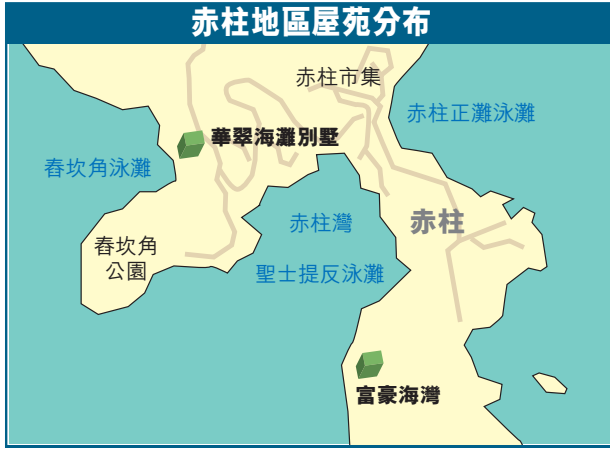 赤柱地區屋苑分布
赤柱市集
赤柱正灘泳灘
華翠海灘別墅
舂坎角泳灘
赤柱灣
赤柱
舂坎角
公園
聖士提反泳灘
富豪海灣